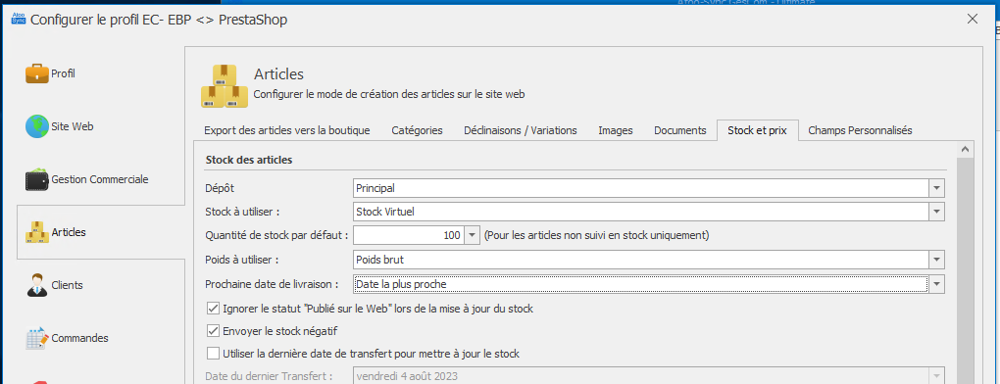 Atoo-Sync GesCom - Ultimate
Atoo
Sync
Configurer le profil EC- EBP <> PrestaShop
Profil
Site Web
Gestion Commerciale
Articles
Clients
Commandes
Articles
Configurer le mode de création des articles sur le site web
Export des articles vers la boutique Catégories Déclinaisons / Variations Images Documents Stock et prix Champs Personnalisés
Stock des articles
Dépôt Principal
Stock à utiliser : Stock Virtuel
Quantité de stock par défaut : 100 (Pour les articles non suivi en stock uniquement)
Poids à utiliser : Poids brut
Prochaine date de livraison : Date la plus proche
Ignorer le statut "Publié sur le Web" lors de la mise à jour du stock
Envoyer le stock négatif
Utiliser la dernière date de transfert pour mettre à jour le stock
Date du dernier Transfert : vendredi 4 août 2023